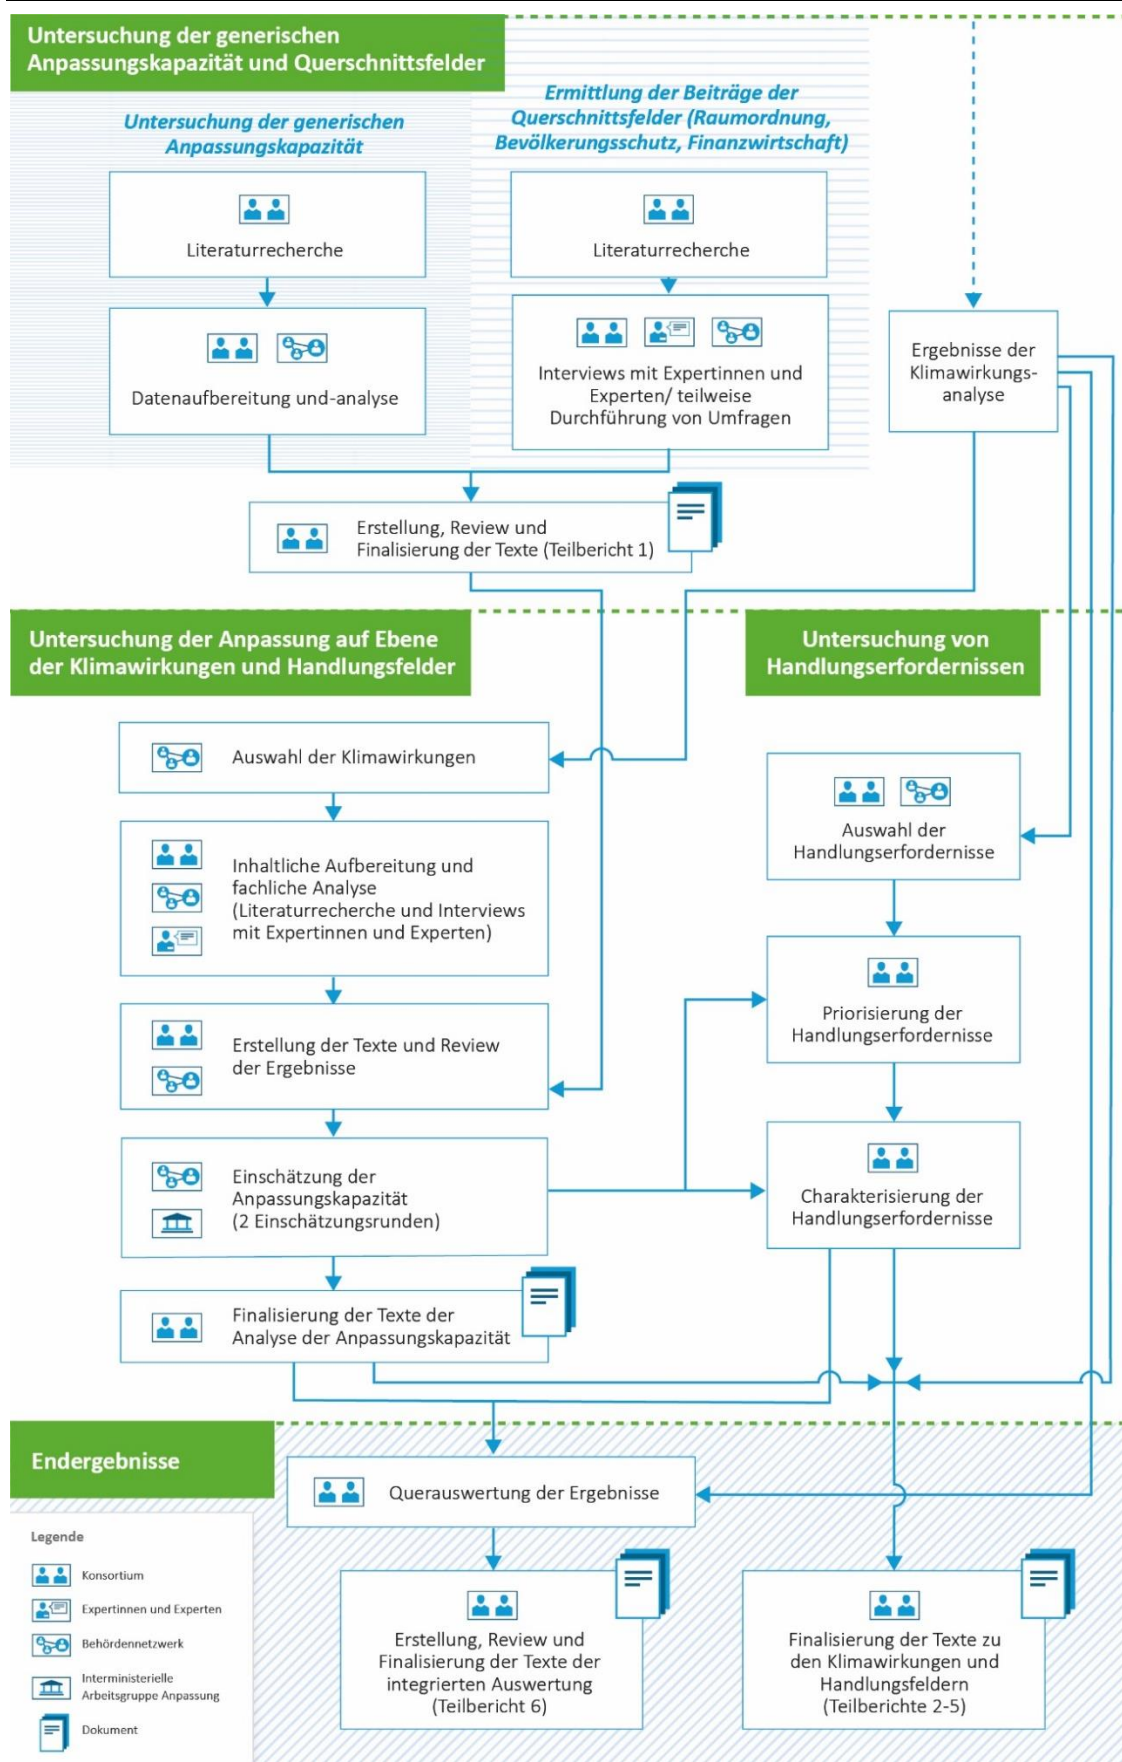 Untersuchung der generischen
Anpassungskapazität und Querschnittsfelder
Untersuchung der generischen
Anpassungskapazität
Ermittlung der Beiträge der
Querschnittsfelder (Raumordnung,
Bevölkerungsschutz, Finanzwirtschaft)
Literaturrecherche
Literaturrecherche
Datenaufbereitung und-analyse
Interviews mit Expertinnen und
Experten/ teilweise
Durchführung von Umfragen
Ergebnisse der
Klimawirkungs-
analyse
Erstellung, Review und
Finalisierung der Texte (Teilbericht 1)
Untersuchung der Anpassung auf Ebene
der Klimawirkungen und Handlungsfelder
Untersuchung von
Handlungserfordernissen
Auswahl der Klimawirkungen
Inhaltliche Aufbereitung und
fachliche Analyse
(Literaturrecherche und Interviews
mit Expertinnen und Experten)
Erstellung der Texte und Review
der Ergebnisse
Einschätzung der
Anpassungskapazität
(2 Einschätzungsrunden)
Finalisierung der Texte der
Analyse der Anpassungskapazität
Auswahl der
Handlungserfordernisse
Priorisierung der
Handlungserfordernisse
Charakterisierung der
Handlungserfordernisse
Endergebnisse
Querauswertung der Ergebnisse
Erstellung, Review und
Finalisierung der Texte der
integrierten Auswertung
(Teilbericht 6)
Finalisierung der Texte zu
den Klimawirkungen und
Handlungsfeldern
(Teilberichte 2-5)
Legende
Konsortium
Expertinnen und Experten
Behördennetzwerk
Interministerielle
Arbeitsgruppe Anpassung
Dokument